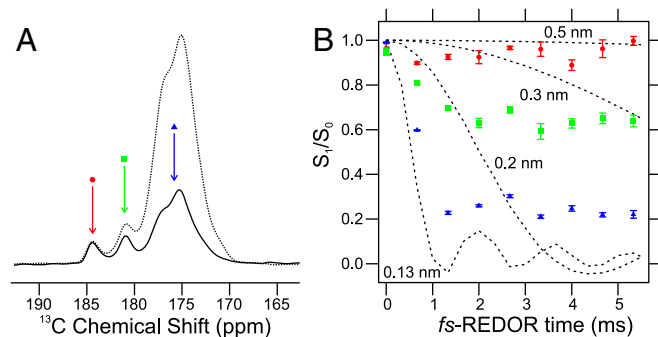 A
190 185 180 175 170 165
¹³C Chemical Shift (ppm)
B
S₁/S₀
1.0
0.8
0.6
0.4
0.2
0.0
0.5 nm
0.3 nm
0.2 nm
0.13 nm
0 1 2 3 4 5
fs-REDOR time (ms)